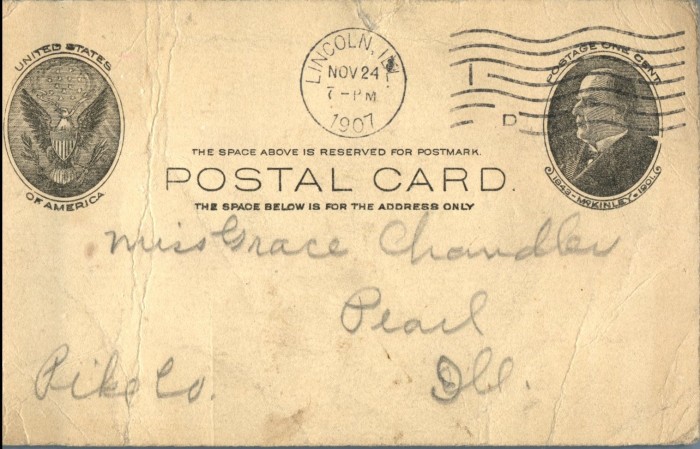 UNITED STATES
OF AMERICA
LINCOLN, ILL.
NOV 24
7-PM
1907
1
D
POSTAGE ONE CENT
1843-McKINLEY-1901
THE SPACE ABOVE IS RESERVED FOR POSTMARK.
POSTAL CARD.
THE SPACE BELOW IS FOR THE ADDRESS ONLY
Miss Grace Chandler
Pearl
Pike Co. Ill.